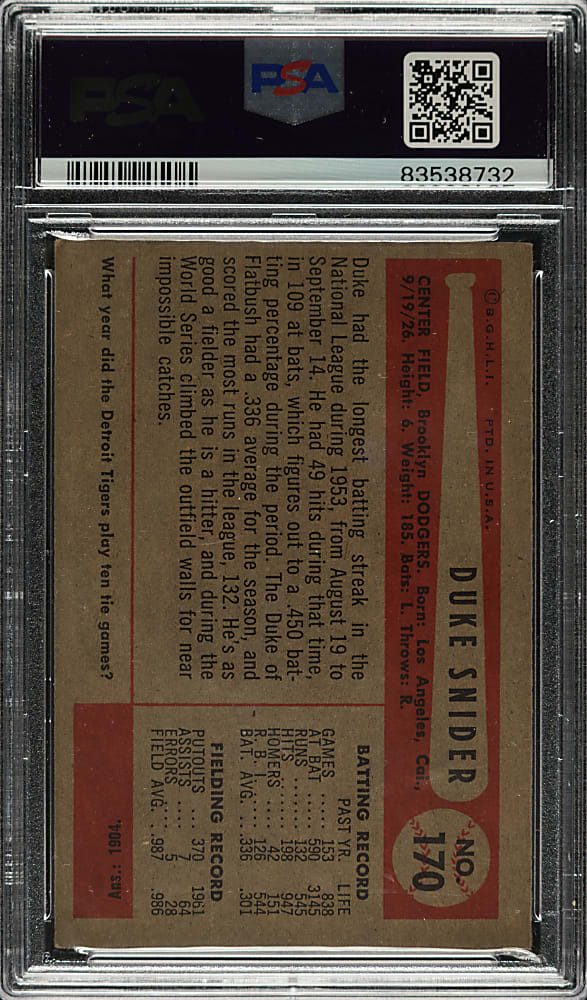 PSA
PSA
83538732
© B.G.H.L.I. PTD. IN U.S.A.
DUKE SNIDER
NO.
170
CENTER FIELD, Brooklyn DODGERS. Born: Los Angeles, Cal.,
9/19/26. Height: 6. Weight: 185. Bats: L. Throws: R.
Duke had the longest batting streak in the
National League during 1953, from August 19 to
September 14. He had 49 hits during that time,
in 109 at bats, which figures out to a .450 bat-
ting percentage during the period. The Duke of
Flatbush had a .336 average for the season, and
scored the most runs in the league, 132. He's as
good a fielder as he is a hitter, and during the
World Series climbed the outfield walls for near
impossible catches.
BATTING RECORD
PAST YR. LIFE
GAMES ..... 153 838
AT BAT .... 590 3145
RUNS ...... 132 545
HITS ...... 198 947
HOMERS .... 42 151
R. B. I. ..... 126 544
BAT. AVG. .. .336 .301
FIELDING RECORD
PUTOUTS ... 370 1961
ASSISTS .... 7 64
ERRORS .... 5 28
FIELD AVG. .. .987 .986
What year did the Detroit Tigers play ten tie games?
Ans.: 1904.